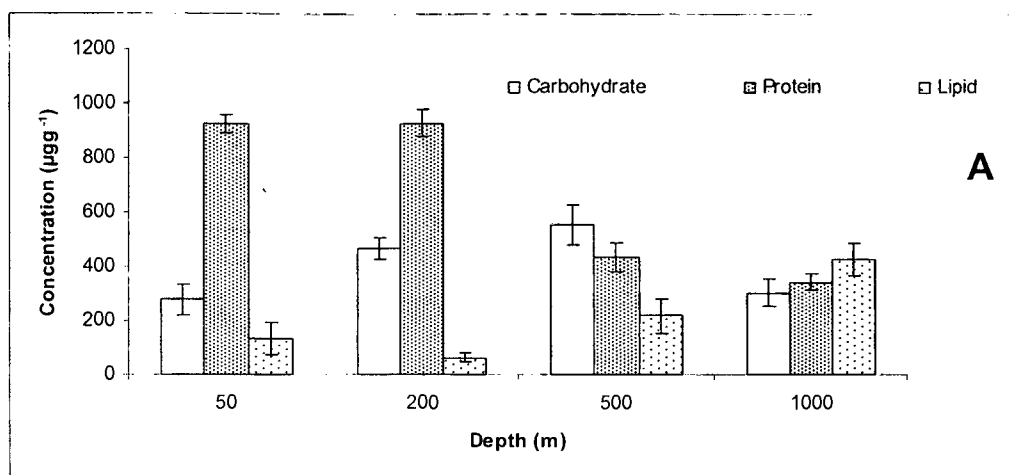 1200
1000
800
600
400
200
0
Concentration (µgg⁻¹)
Carbohydrate Protein Lipid
A
50 200 500 1000
Depth (m)